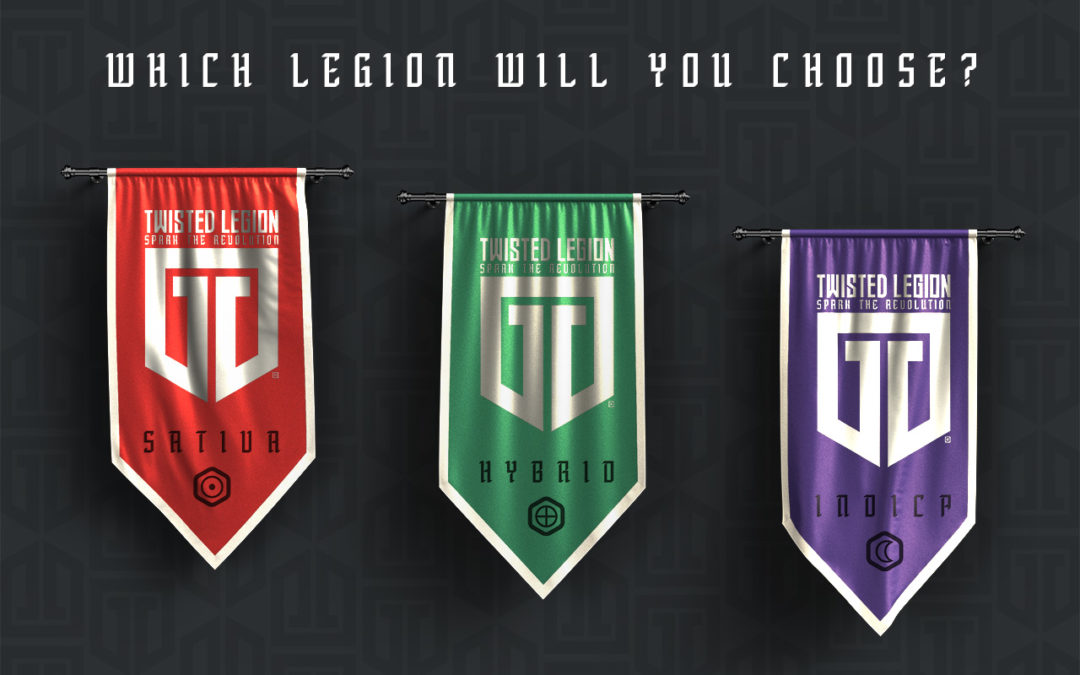 WHICH LEGION WILL YOU CHOOSE?
TWISTED LEGION
SPARK THE REVOLUTION
SATIVA
TWISTED LEGION
SPARK THE REVOLUTION
HYBRID
TWISTED LEGION
SPARK THE REVOLUTION
INDICA